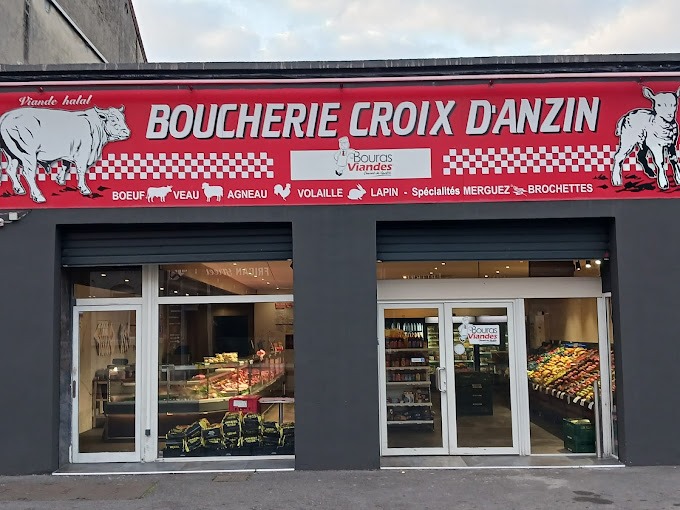 Viande halal
BOUCHERIE CROIX D'ANZIN
Bouras
Viandes
BOEUF VEAU AGNEAU VOLAILLE LAPIN - Spécialités MERGUEZ BROCHETTES
Bouras
Viandes